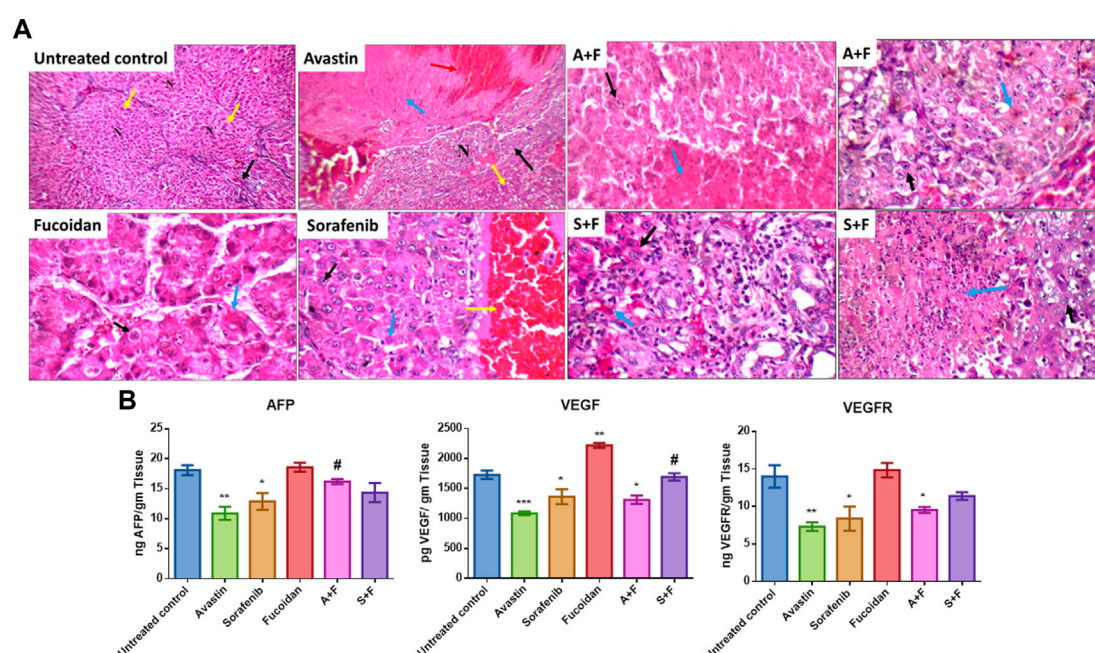 A
Untreated control
N
N
N
Avastin
N
A+F
A+F
Fucoidan
Sorafenib
S+F
S+F
B
AFP
ng AFP/gm Tissue
25
20
15
10
5
0
**
*
#
Untreated control
Avastin
Sorafenib
Fucoidan
A+F
S+F
VEGF
pg VEGF/ gm Tissue
2500
2000
1500
1000
500
0
***
*
**
*
#
Untreated control
Avastin
Sorafenib
Fucoidan
A+F
S+F
VEGFR
ng VEGFR/gm Tissue
20
15
10
5
0
**
*
*
Untreated control
Avastin
Sorafenib
Fucoidan
A+F
S+F